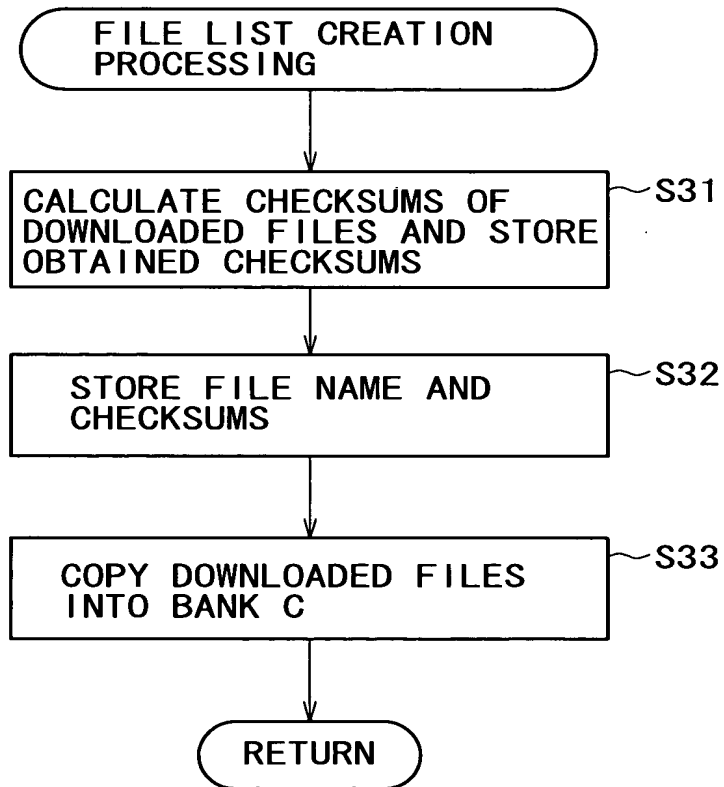 FILE LIST CREATION
PROCESSING
S31
CALCULATE CHECKSUMS OF
DOWNLOADED FILES AND STORE
OBTAINED CHECKSUMS
S32
STORE FILE NAME AND
CHECKSUMS
S33
COPY DOWNLOADED FILES
INTO BANK C
RETURN